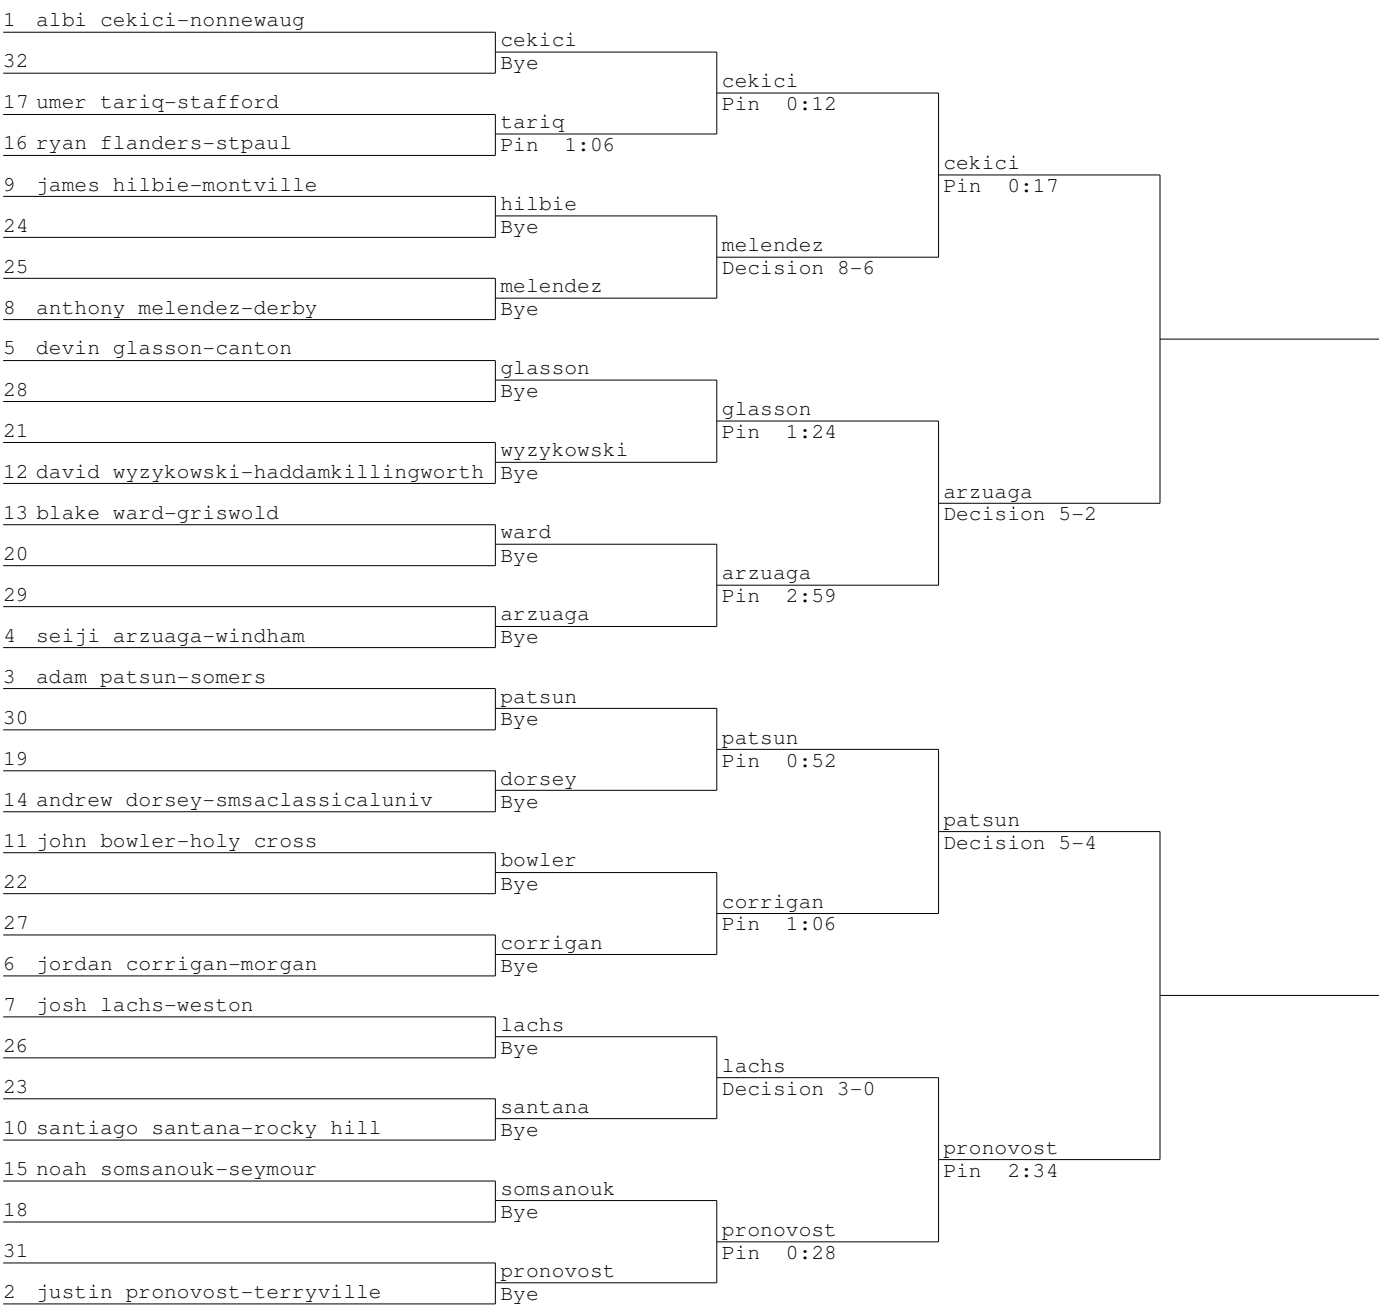 1 albi cekici-nonnewaug
cekici
32
Bye
cekici
17 umer tariq-stafford
Pin 0:12
tariq
16 ryan flanders-stpaul
Pin 1:06
cekici
9 james hilbie-montville
Pin 0:17
hilbie
24
Bye
melendez
25
Decision 8-6
melendez
8 anthony melendez-derby
Bye
5 devin glasson-canton
glasson
28
Bye
glasson
21
Pin 1:24
wyzykowski
12 david wyzykowski-haddamkillingworth
Bye
arzuaga
13 blake ward-griswold
Decision 5-2
ward
20
Bye
arzuaga
29
Pin 2:59
arzuaga
4 seiji arzuaga-windham
Bye
3 adam patsun-somers
patsun
30
Bye
patsun
19
Pin 0:52
dorsey
14 andrew dorsey-smsaclassicaluniv
Bye
patsun
11 john bowler-holy cross
Decision 5-4
bowler
22
Bye
corrigan
27
Pin 1:06
corrigan
6 jordan corrigan-morgan
Bye
7 josh lachs-weston
lachs
26
Bye
lachs
23
Decision 3-0
santana
10 santiago santana-rocky hill
Bye
pronovost
15 noah somsanouk-seymour
Pin 2:34
somsanouk
18
Bye
pronovost
31
Pin 0:28
pronovost
2 justin pronovost-terryville
Bye